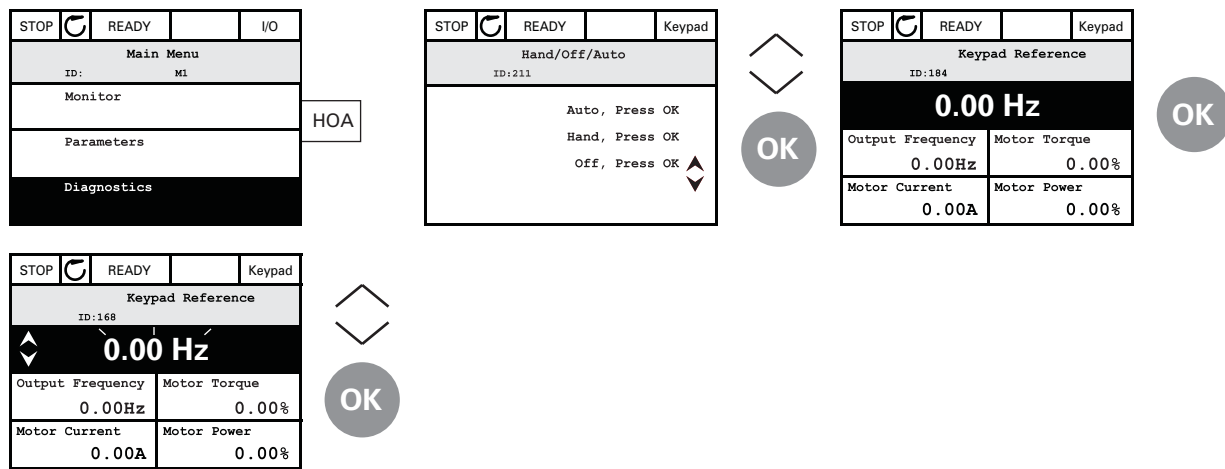 STOP READY I/O
Main Menu
ID: M1
Monitor
Parameters
Diagnostics
HOA
STOP READY Keypad
Hand/Off/Auto
ID:211
Auto, Press OK
Hand, Press OK
Off, Press OK
OK
STOP READY Keypad
Keypad Reference
ID:184
0.00 Hz
Output Frequency Motor Torque
0.00Hz 0.00%
Motor Current Motor Power
0.00A 0.00%
OK
STOP READY Keypad
Keypad Reference
ID:168
0.00 Hz
Output Frequency Motor Torque
0.00Hz 0.00%
Motor Current Motor Power
0.00A 0.00%
OK